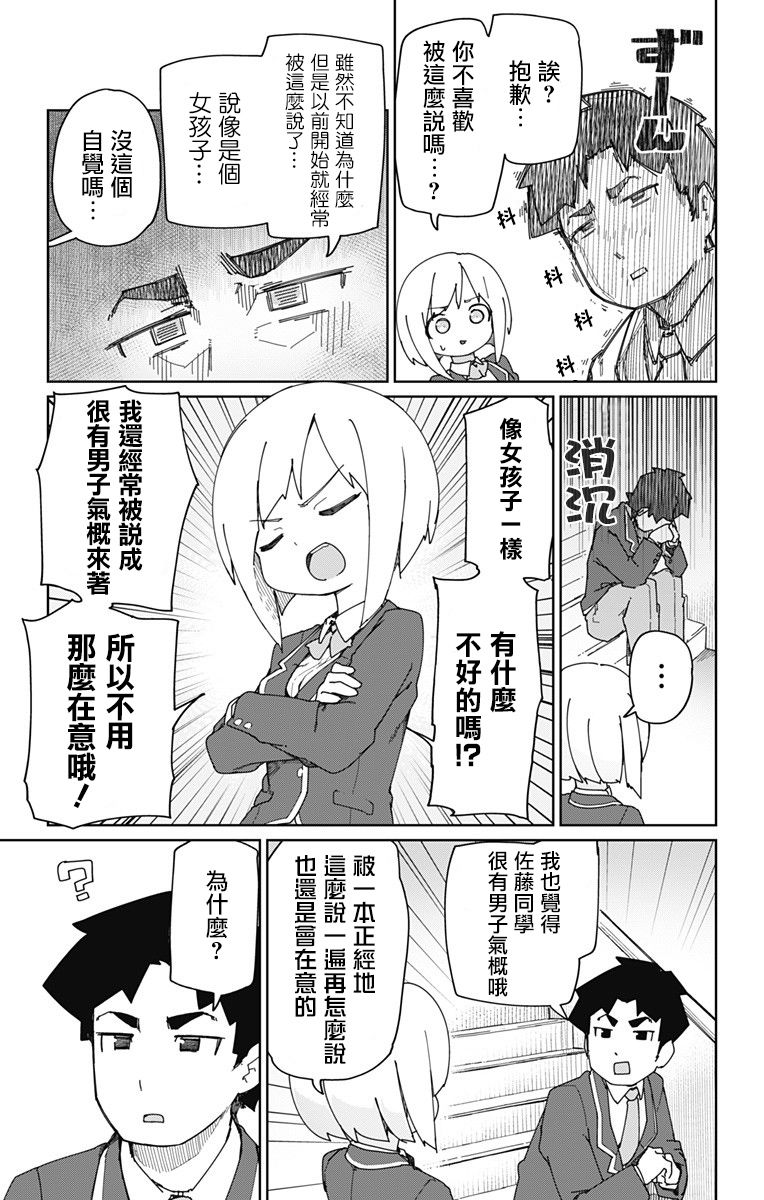 ずーん
誒?
抱歉…
你不喜歡
被這麼説嗎…?
抖
抖
抖
抖
雖然不知道為什麼
但是以前開始就經常
被這麼說了…
說像是個
女孩子…
沒這個
自覺嗎…
消沉
…
像女孩子一樣
有什麼
不好的嗎!?
我還經常被説成
很有男子氣概來著
所以不用
那麼在意哦!
我也覺得
佐藤同學
很有男子氣概哦
被一本正經地
這麼說一遍再怎麼說
也還是會在意的
為什麼?
?